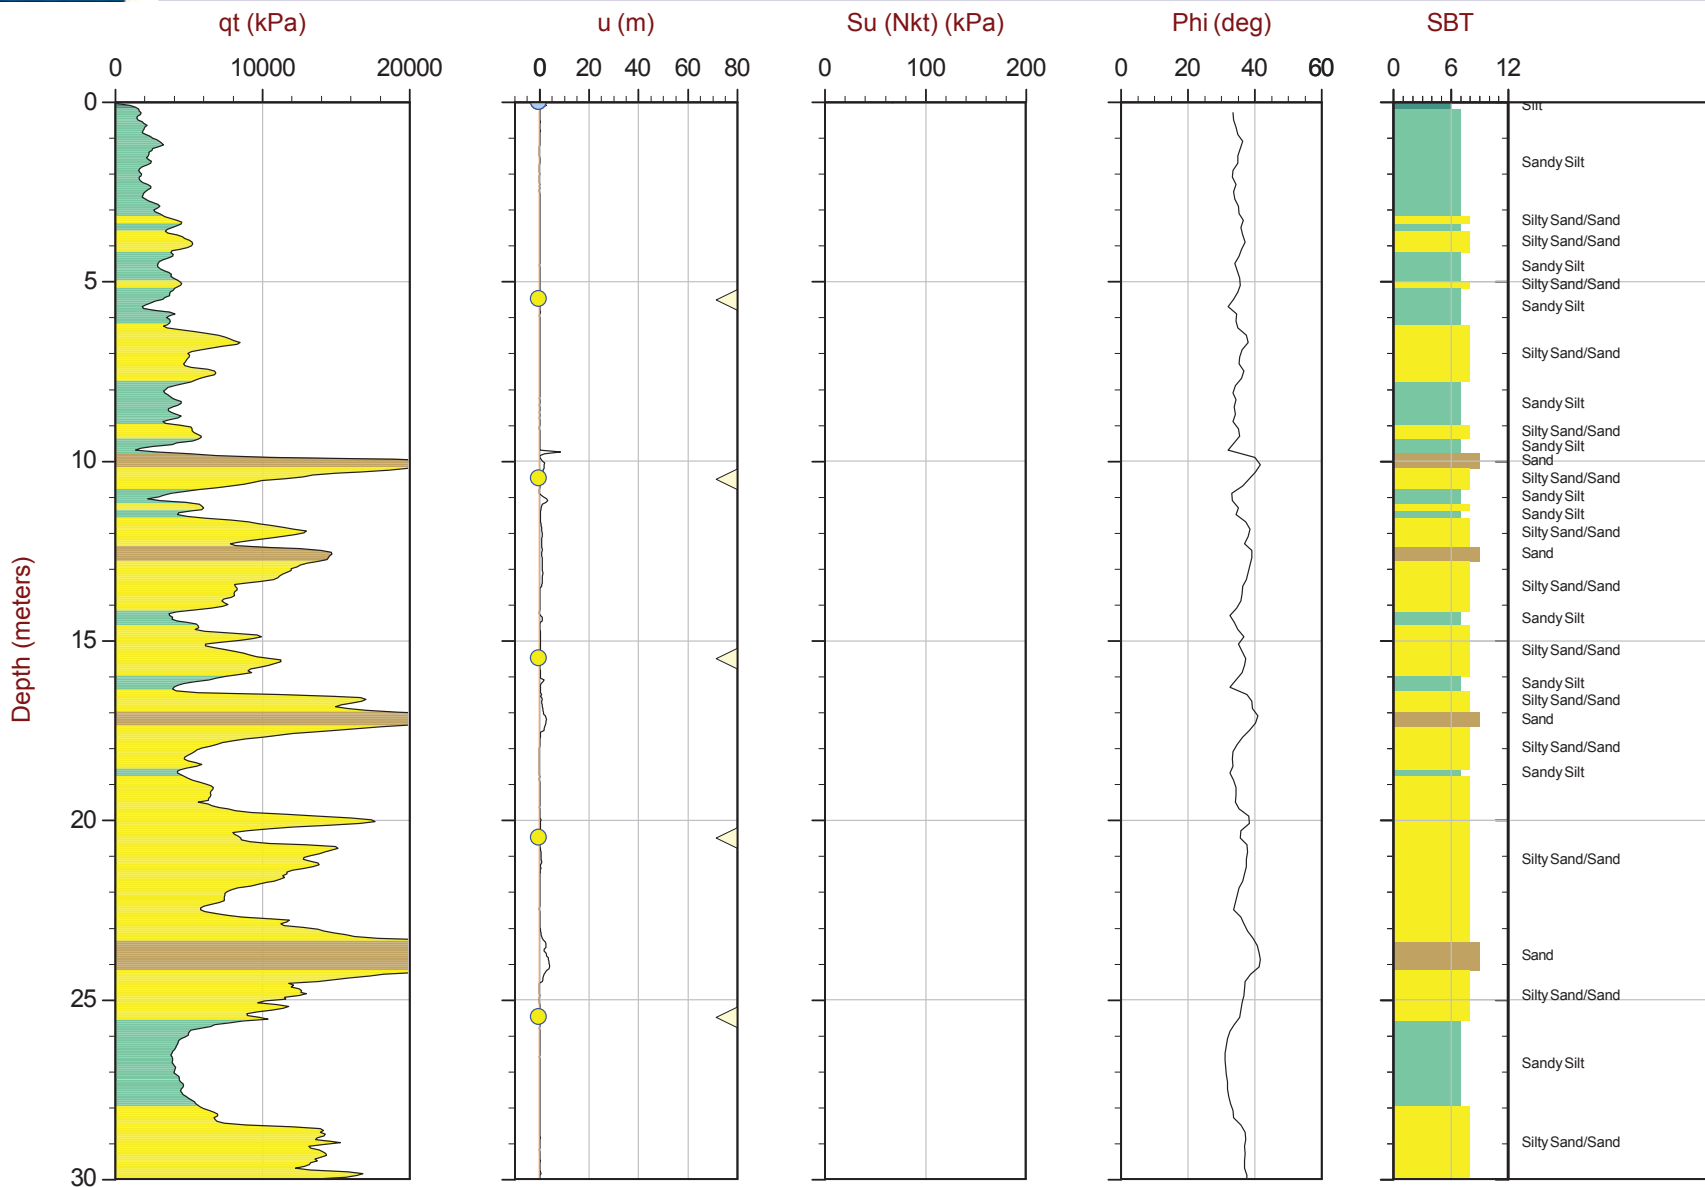 qt (kPa) u (m) Su (Nkt) (kPa) Phi (deg) SBT
0 10000 20000 0 20 40 60 80 0 100 200 0 20 40 60 0 6 12
0
5
10
15
20
25
30
Depth (meters)
Silt
Sandy Silt
Silty Sand/Sand
Silty Sand/Sand
Sandy Silt
Silty Sand/Sand
Sandy Silt
Silty Sand/Sand
Sandy Silt
Silty Sand/Sand
Sandy Silt
Sand
Silty Sand/Sand
Sandy Silt
Sandy Silt
Silty Sand/Sand
Sand
Silty Sand/Sand
Sandy Silt
Silty Sand/Sand
Sandy Silt
Silty Sand/Sand
Sand
Silty Sand/Sand
Sandy Silt
Silty Sand/Sand
Sand
Silty Sand/Sand
Sandy Silt
Silty Sand/Sand